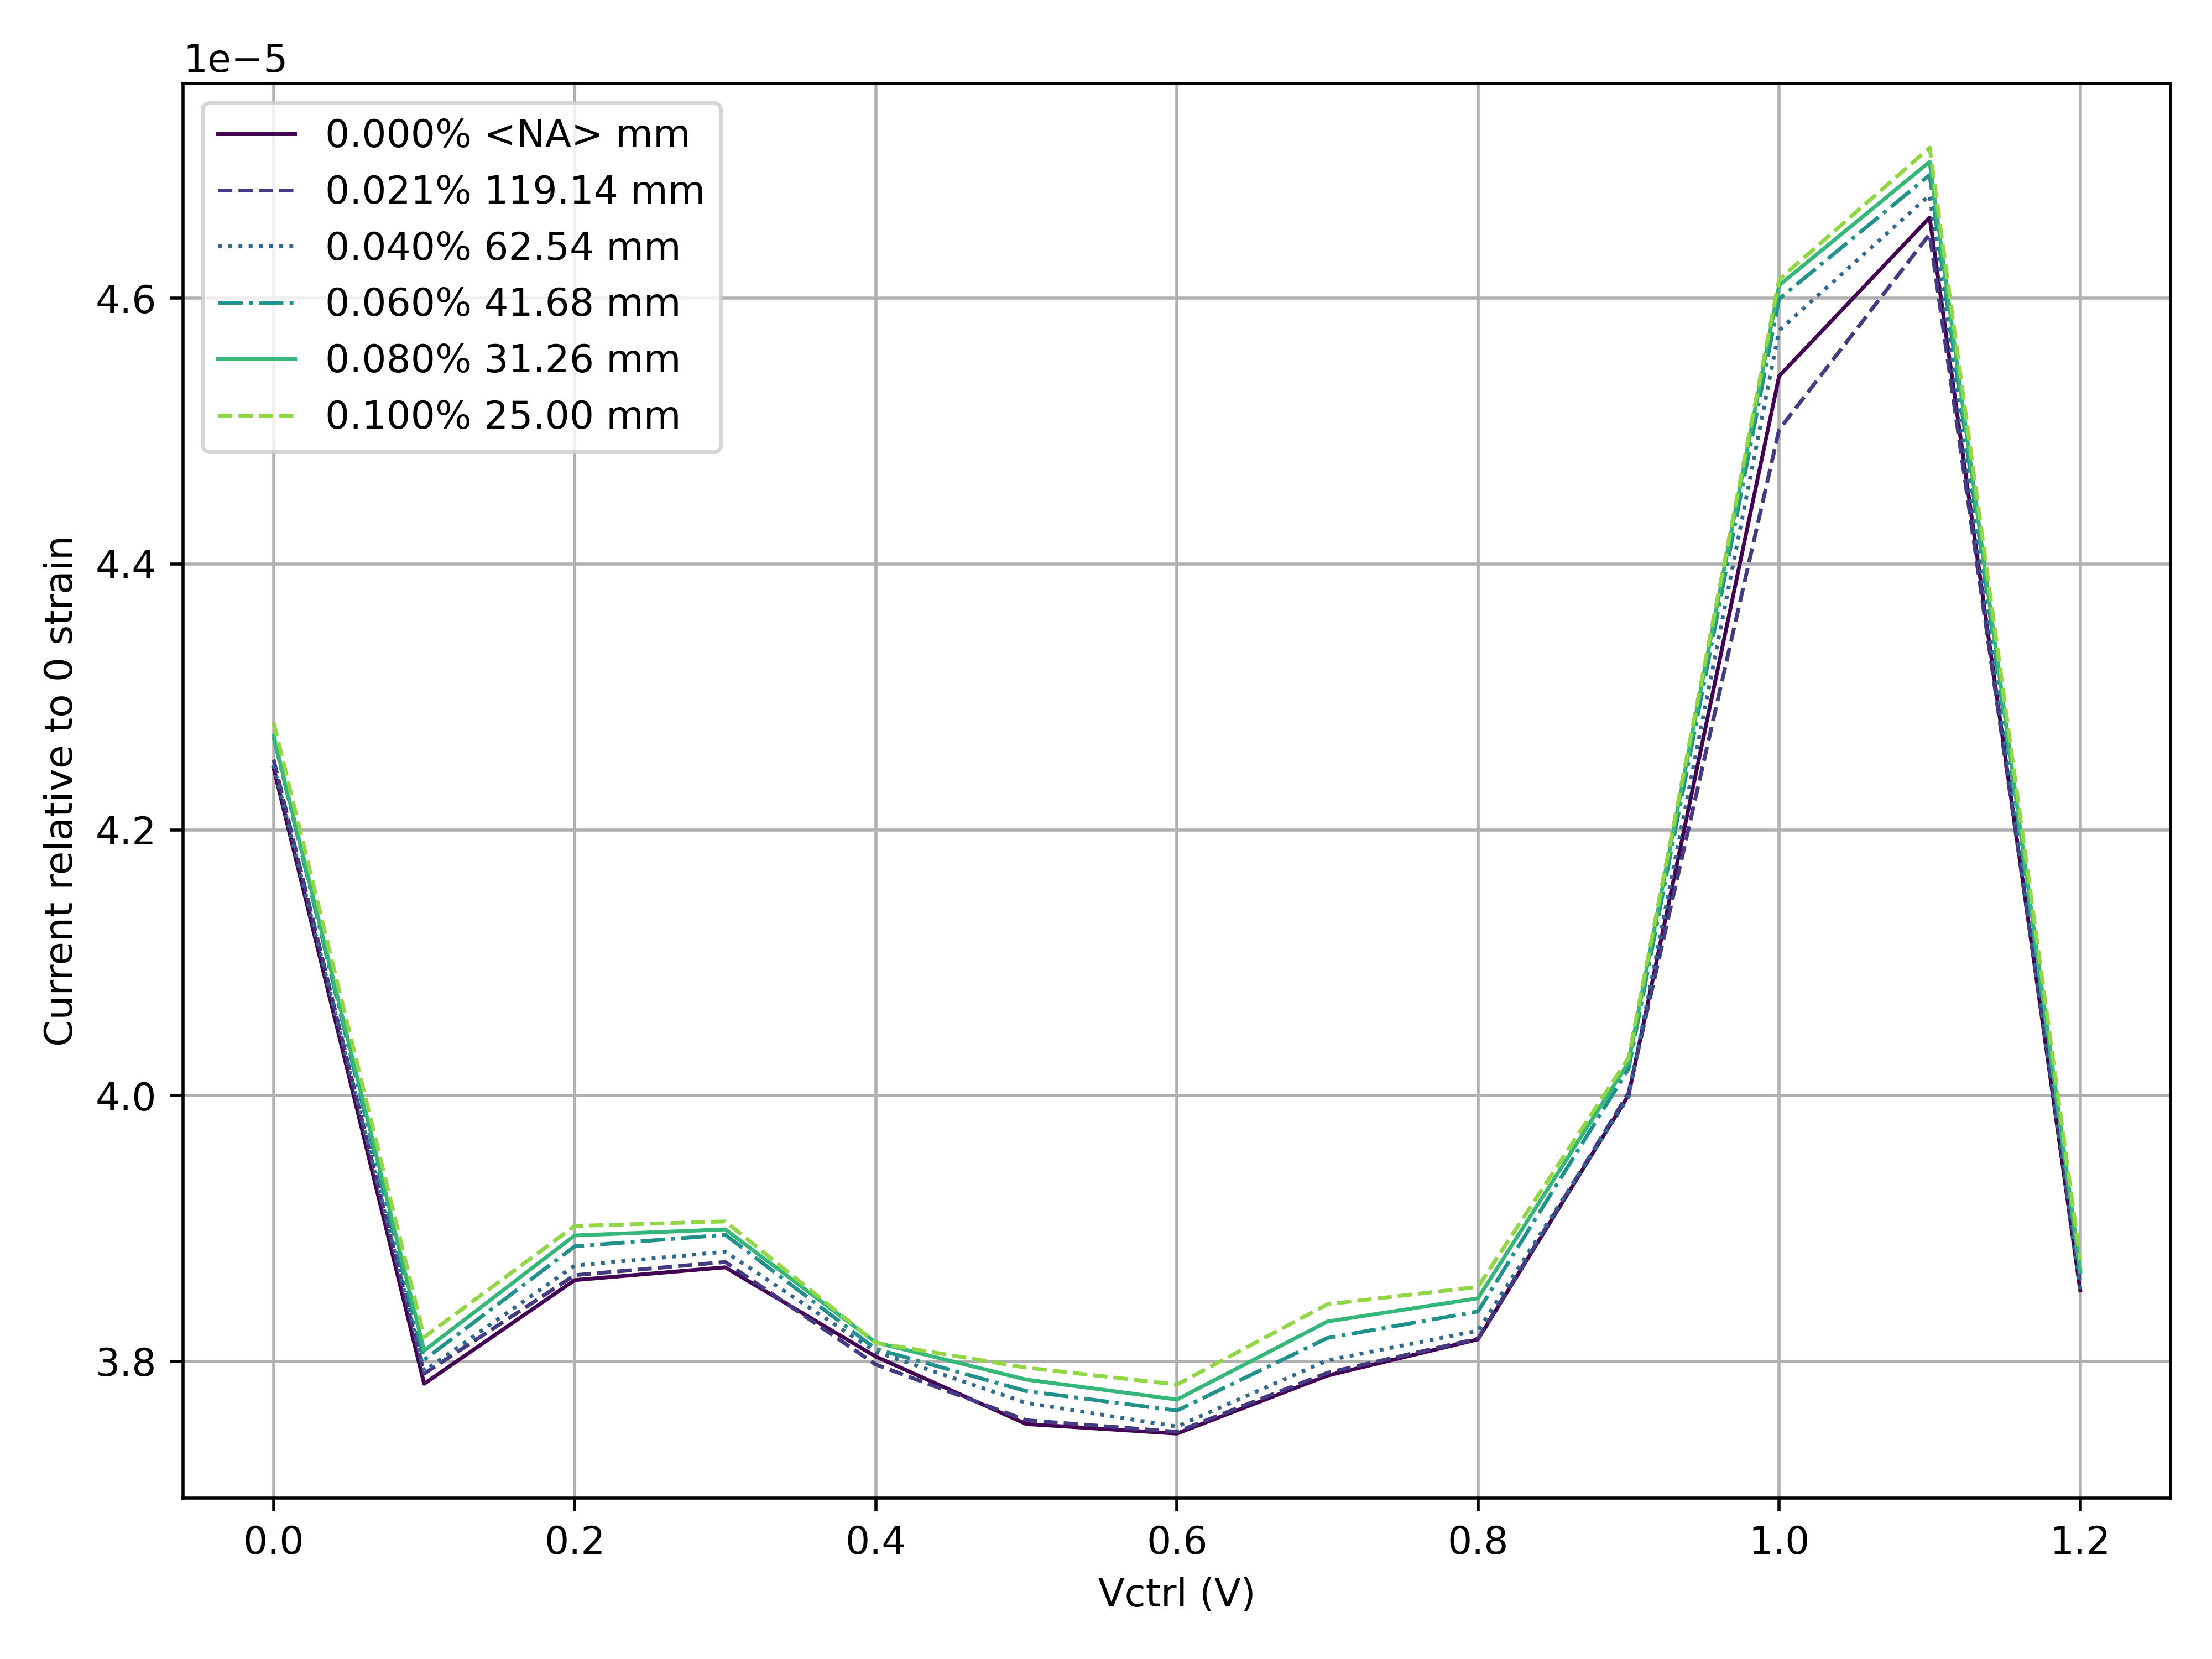 1e−5
0.000% <NA> mm
0.021% 119.14 mm
0.040% 62.54 mm
0.060% 41.68 mm
0.080% 31.26 mm
0.100% 25.00 mm
4.6
4.4
4.2
4.0
3.8
Current relative to 0 strain
0.0 0.2 0.4 0.6 0.8 1.0 1.2
Vctrl (V)